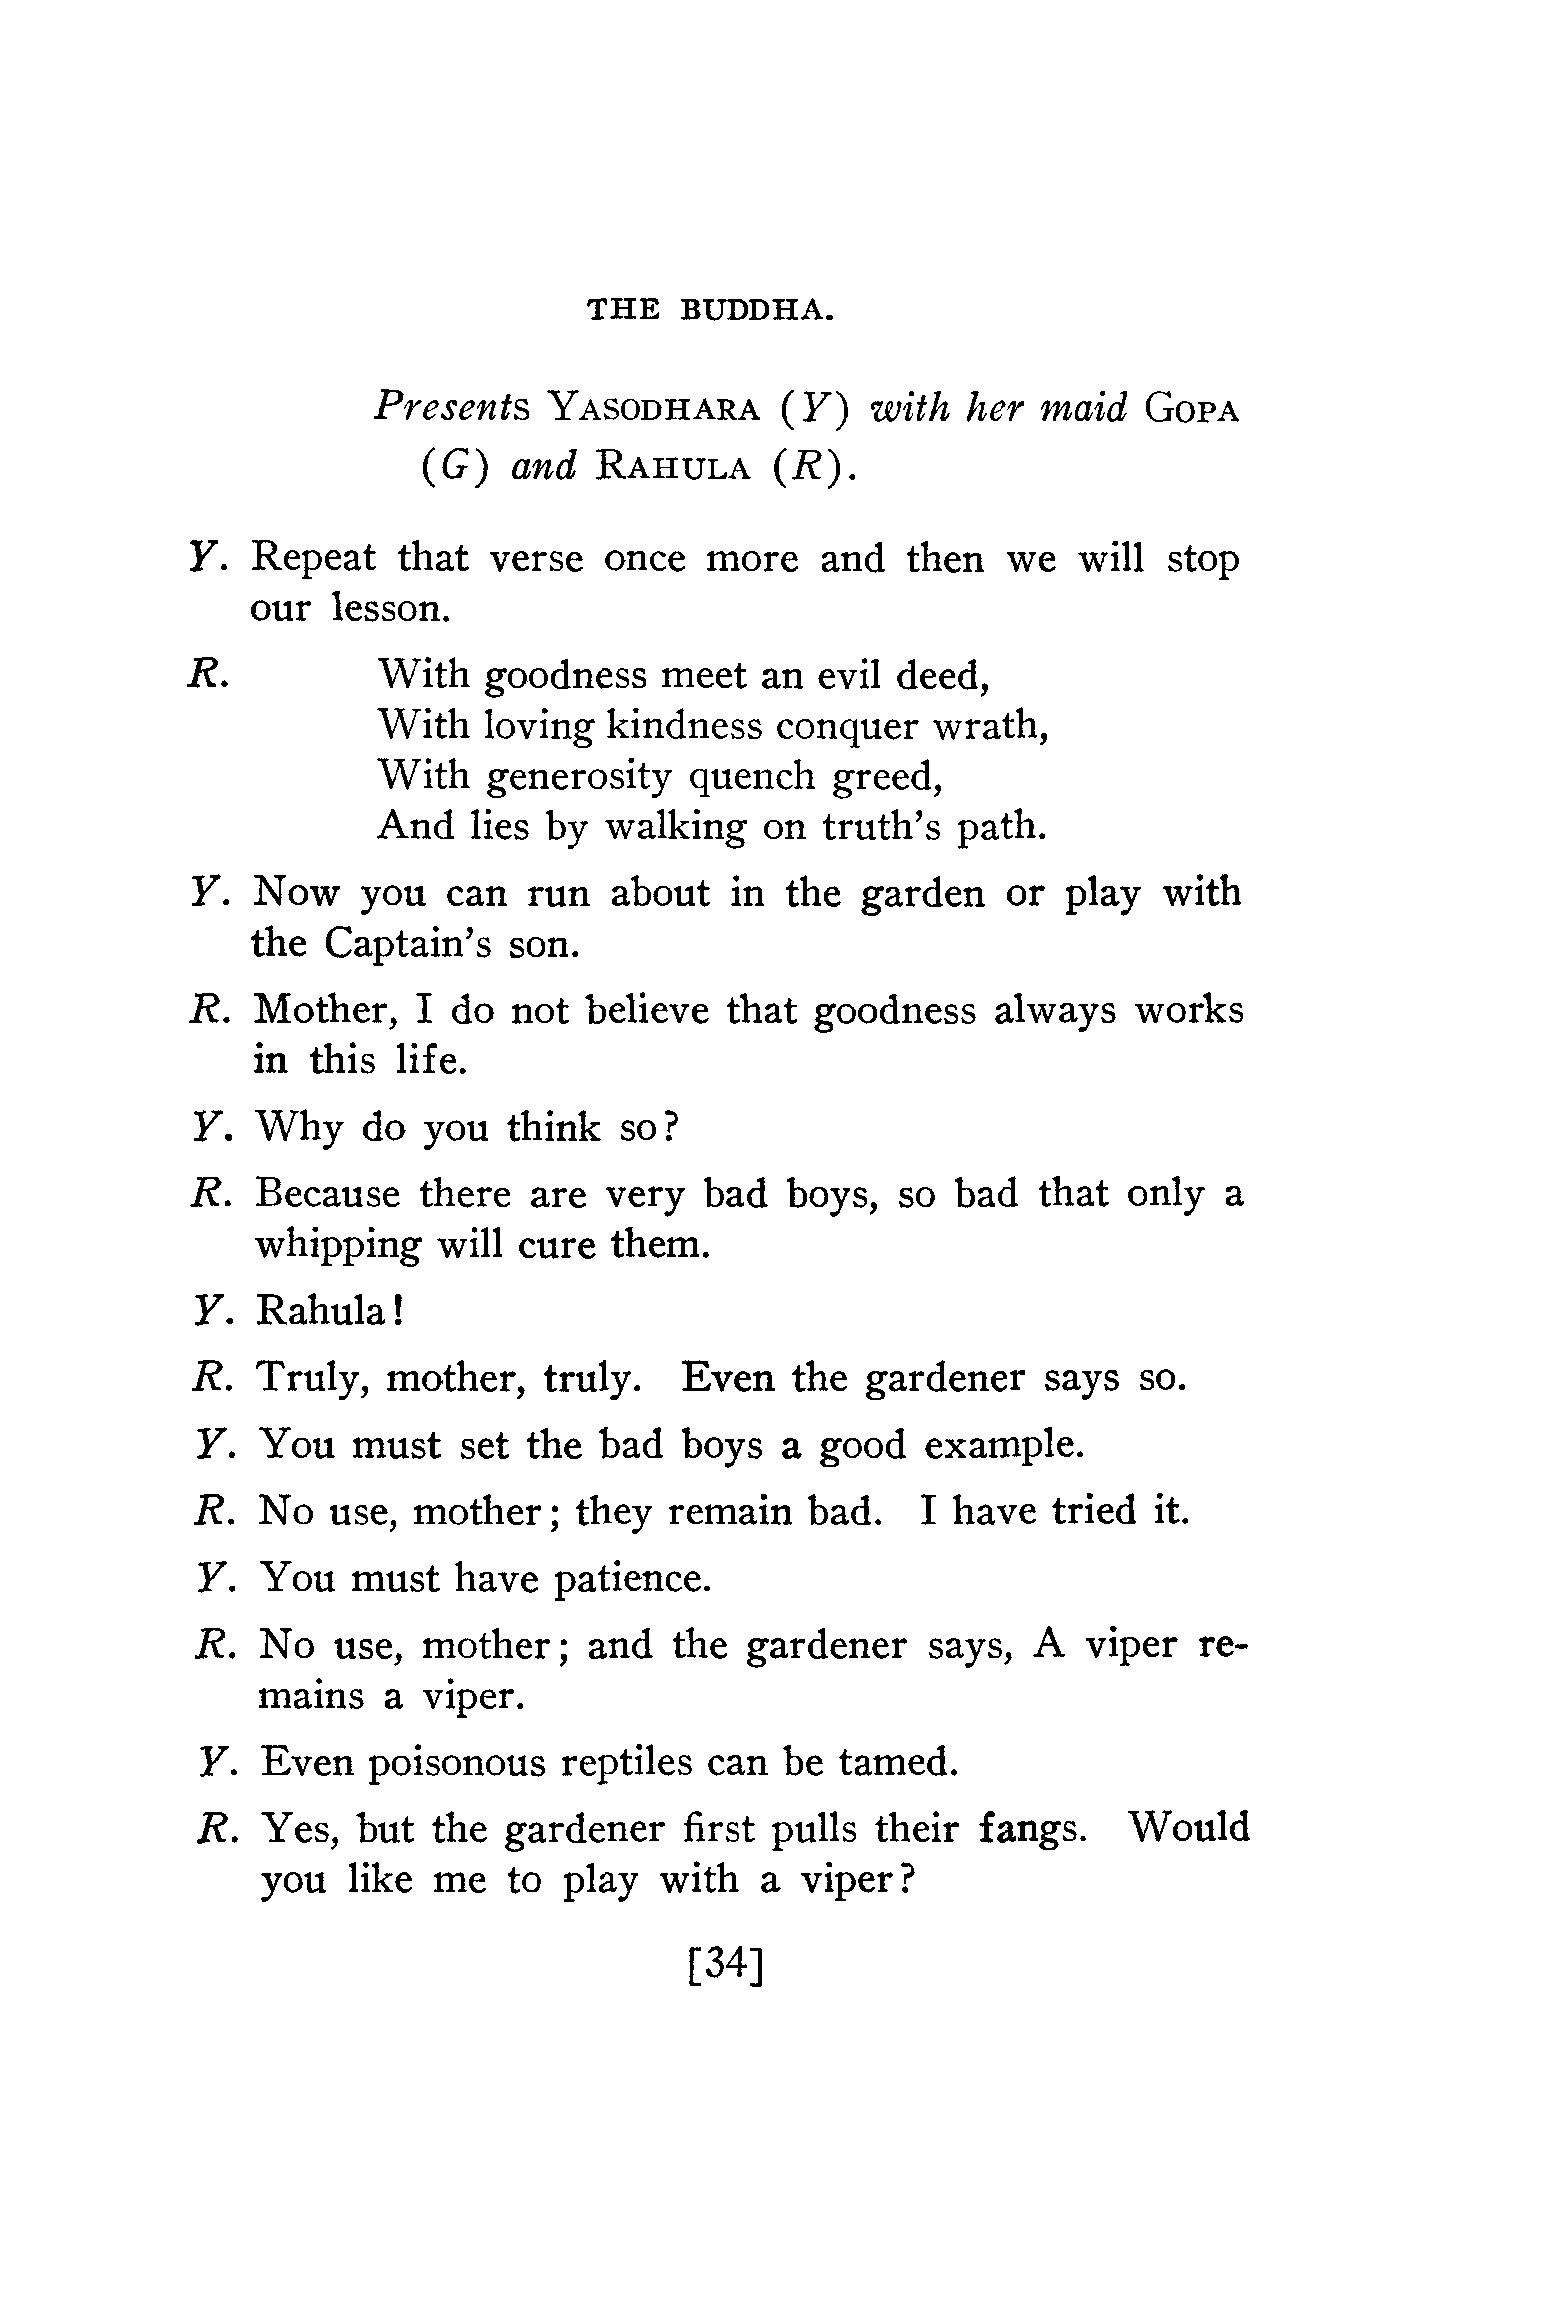 THE BUDDHA.
Presents YASODHARA (Y) with her maid GOPA
(G) and RAHULA (R).
Y. Repeat that verse once more and then we will stop
our lesson.
R. With goodness meet an evil deed,
With loving kindness conquer wrath,
With generosity quench greed,
And lies by walking on truth's path.
Y. Now you can run about in the garden or play with
the Captain's son.
R. Mother, I do not believe that goodness always works
in this life.
Y. Why do you think so?
R. Because there are very bad boys, so bad that only a
whipping will cure them.
Y. Rahula!
R. Truly, mother, truly. Even the gardener says so.
Y. You must set the bad boys a good example.
R. No use, mother; they remain bad. I have tried it.
Y. You must have patience.
R. No use, mother; and the gardener says, A viper re-
mains a viper.
Y. Even poisonous reptiles can be tamed.
R. Yes, but the gardener first pulls their fangs. Would
you like me to play with a viper?
[34]